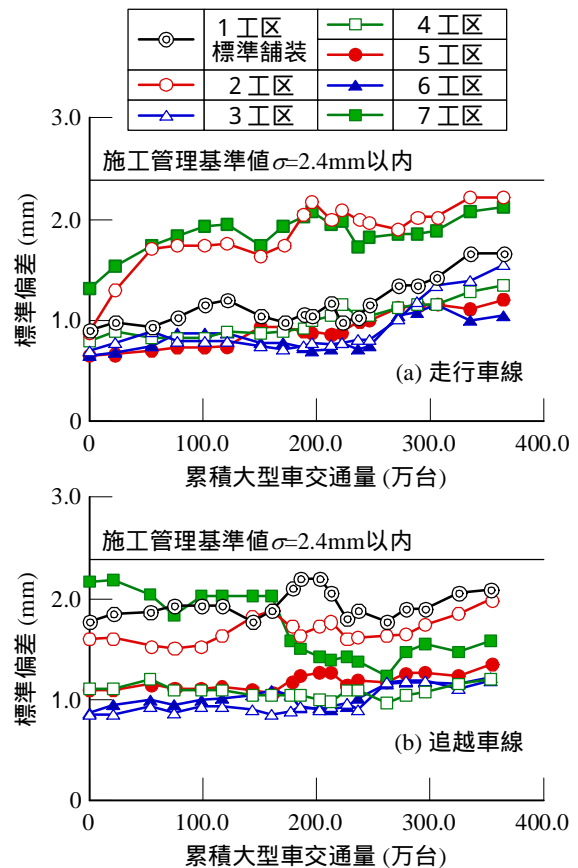 1 工区
標準舗装
2 工区
3 工区
4 工区
5 工区
6 工区
7 工区
3.0
施工管理基準値σ=2.4mm以内
2.0
標準偏差 (mm)
1.0
(a) 走行車線
0
0 100.0 200.0 300.0 400.0
累積大型車交通量 (万台)
3.0
施工管理基準値σ=2.4mm以内
2.0
標準偏差 (mm)
1.0
(b) 追越車線
0
0 100.0 200.0 300.0 400.0
累積大型車交通量 (万台)